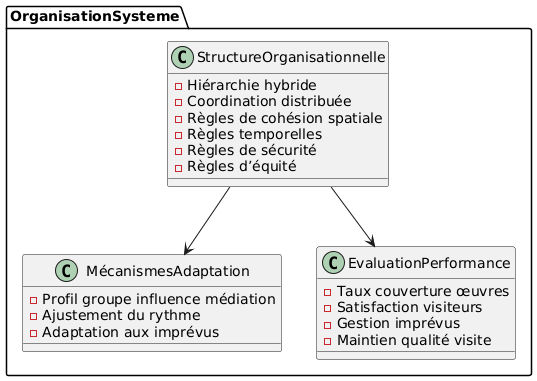 OrganisationSysteme
C StructureOrganisationnelle
Hiérarchie hybride
Coordination distribuée
Règles de cohésion spatiale
Règles temporelles
Règles de sécurité
Règles d’équité
C MécanismesAdaptation
Profil groupe influence médiation
Ajustement du rythme
Adaptation aux imprévus
C EvaluationPerformance
Taux couverture œuvres
Satisfaction visiteurs
Gestion imprévus
Maintien qualité visite